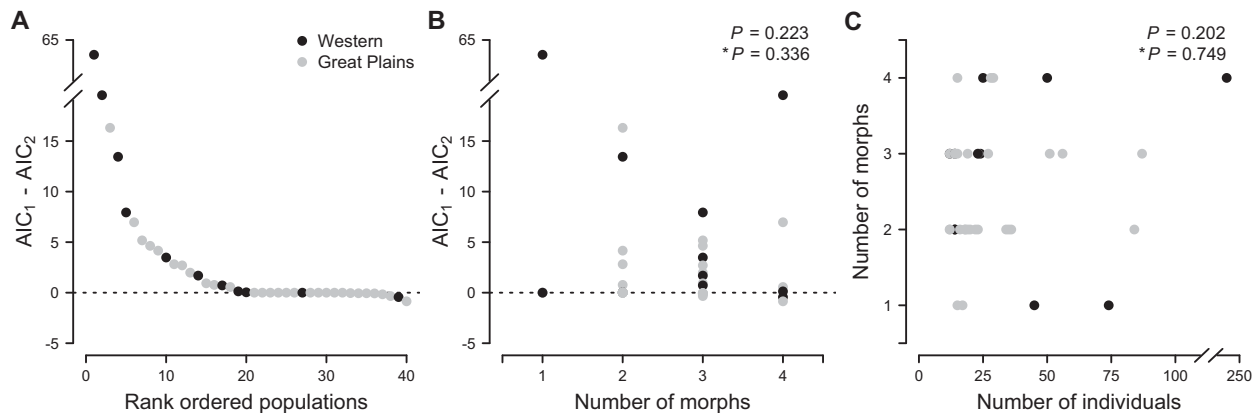 A
65
15
10
5
0
-5
AIC1 - AIC2
0
10
20
30
40
Rank ordered populations
Western
Great Plains
B
65
15
10
5
0
-5
AIC1 - AIC2
1
2
3
4
Number of morphs
P = 0.223
*P = 0.336
C
4
3
2
1
Number of morphs
0
25
50
75
100
250
Number of individuals
P = 0.202
*P = 0.749